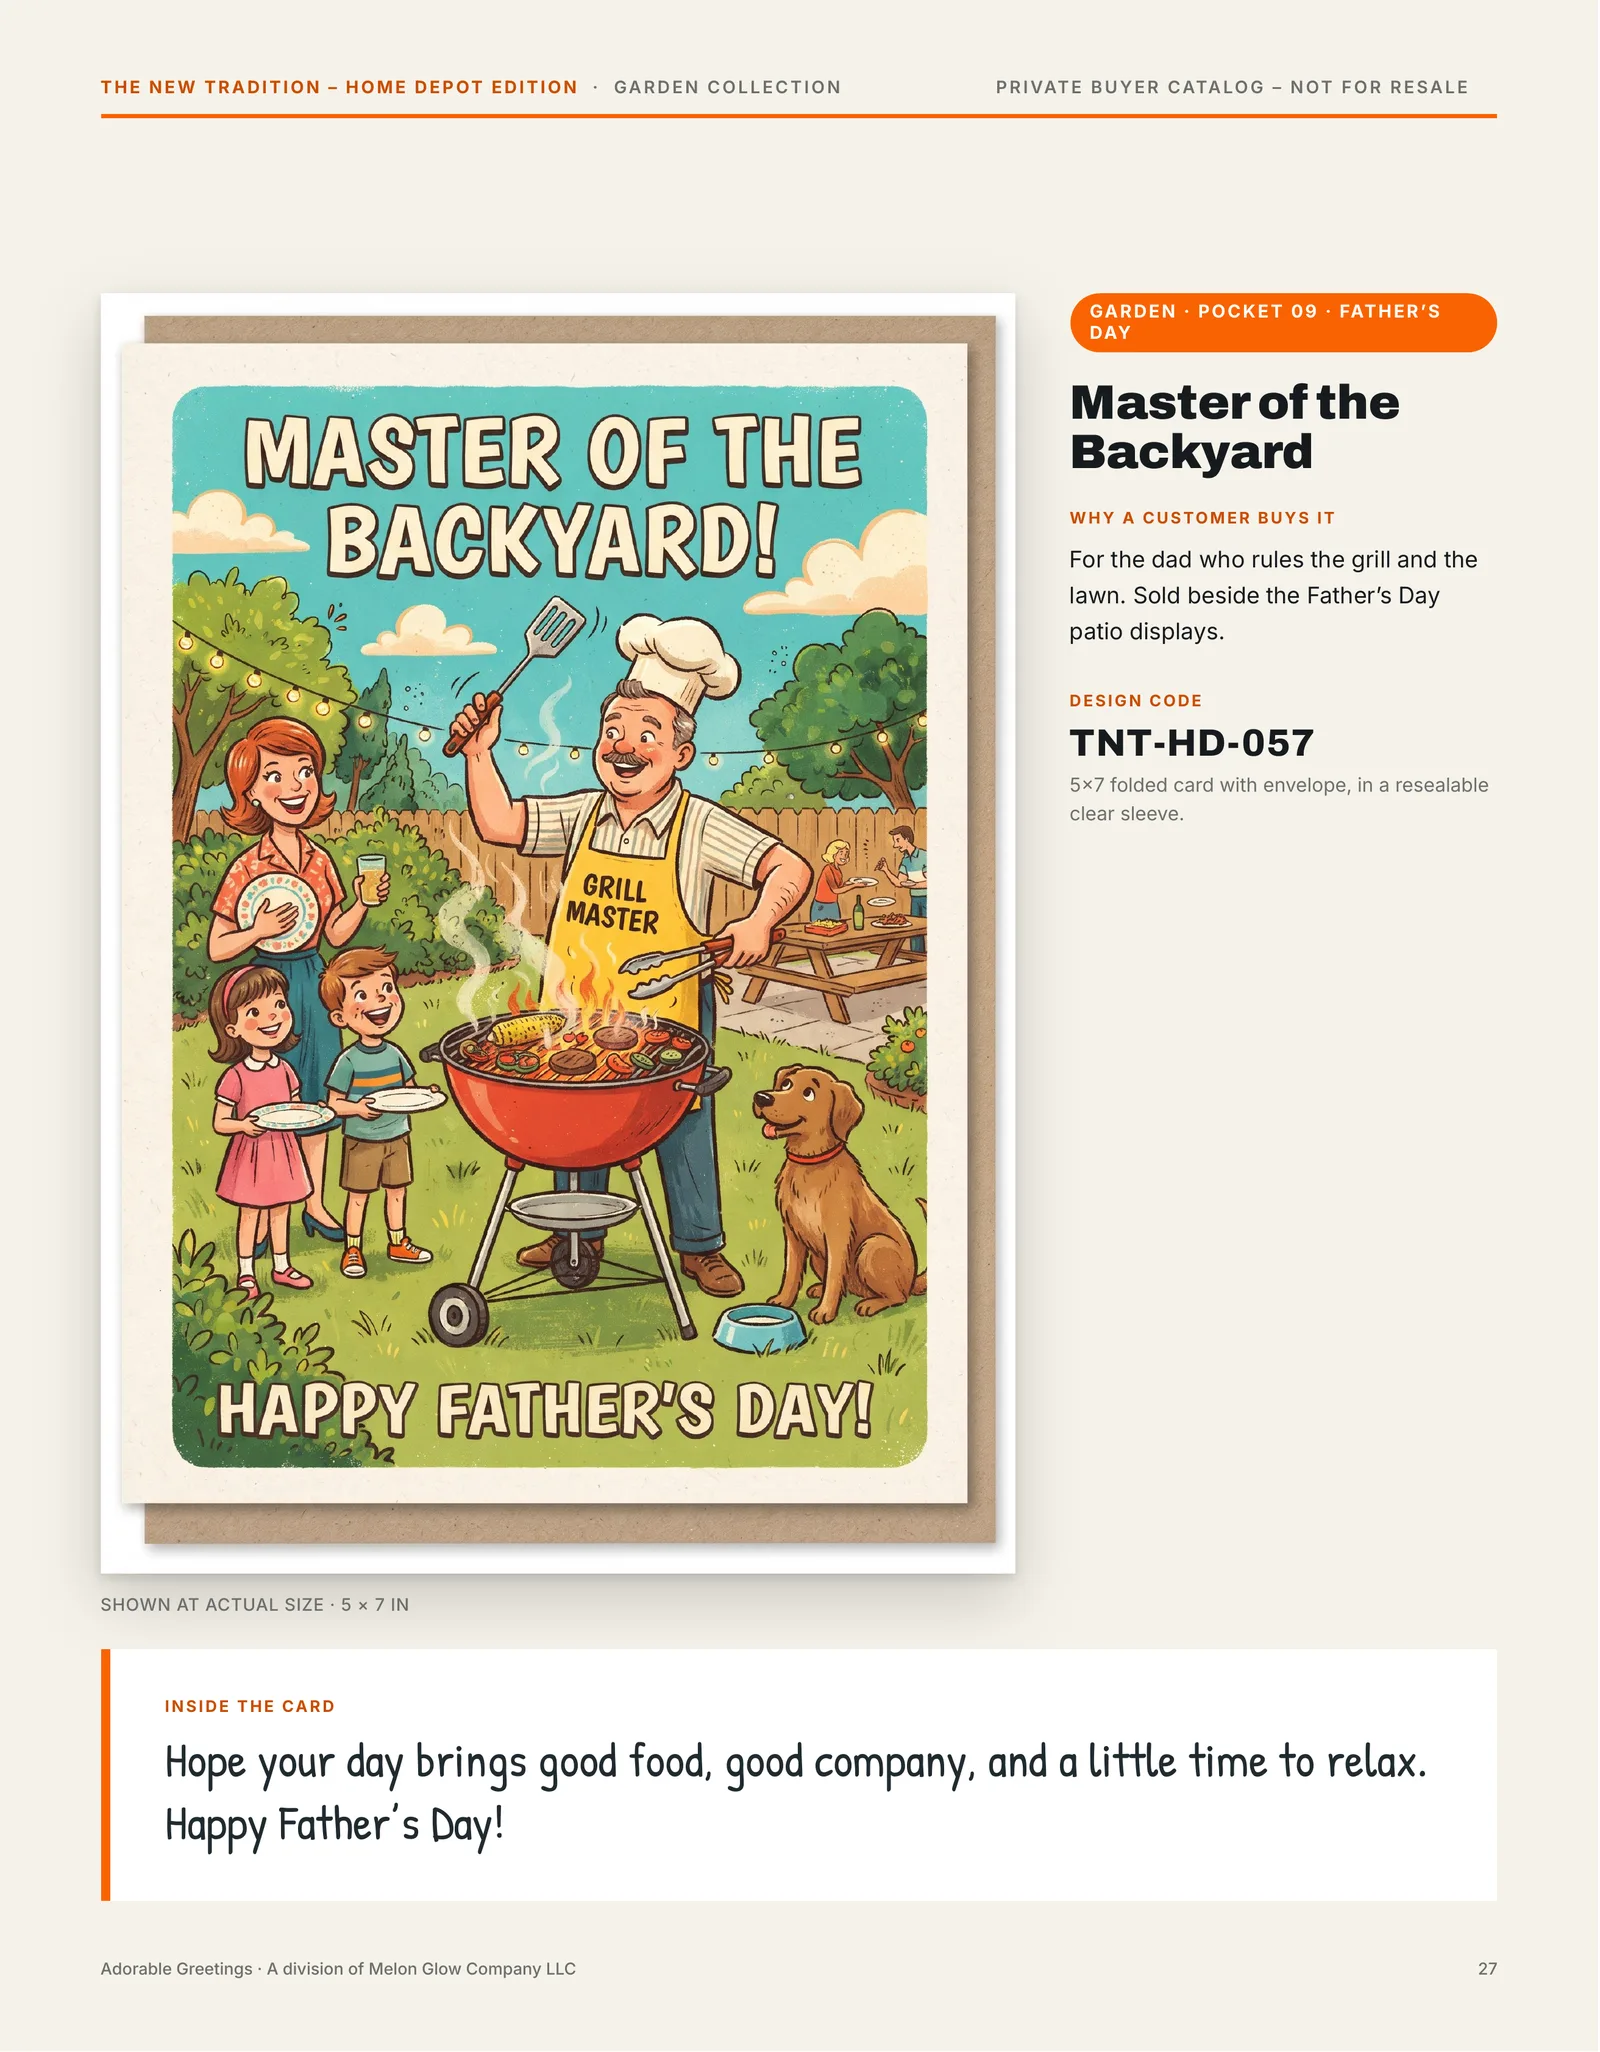 THE NEW TRADITION – HOME DEPOT EDITION · GARDEN COLLECTION
PRIVATE BUYER CATALOG – NOT FOR RESALE
MASTER OF THE
BACKYARD!
GRILL
MASTER
HAPPY FATHER'S DAY!
SHOWN AT ACTUAL SIZE · 5 × 7 IN
GARDEN · POCKET 09 · FATHER’S
DAY
Master of the
Backyard
WHY A CUSTOMER BUYS IT
For the dad who rules the grill and the
lawn. Sold beside the Father’s Day
patio displays.
DESIGN CODE
TNT-HD-057
5×7 folded card with envelope, in a resealable
clear sleeve.
INSIDE THE CARD
Hope your day brings good food, good company, and a little time to relax.
Happy Father’s Day!
Adorable Greetings · A division of Melon Glow Company LLC
27